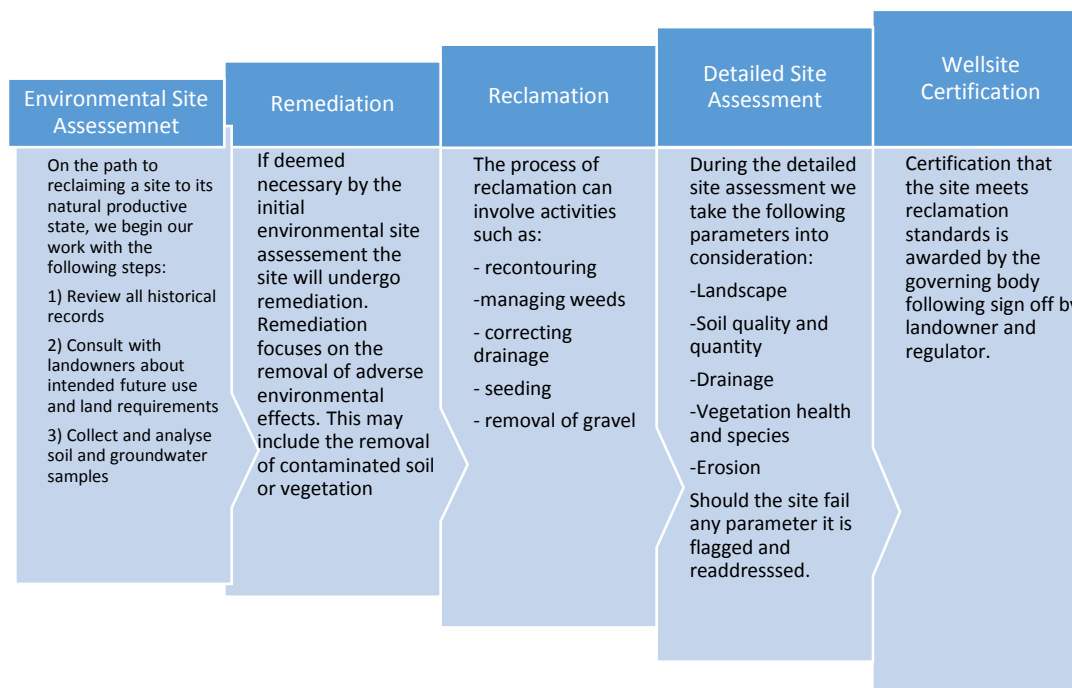 Environmental Site
Assessemnet
On the path to
reclaiming a site to its
natural productive
state, we begin our
work with the
following steps:
1) Review all historical
records
2) Consult with
landowners about
intended future use
and land requirements
3) Collect and analyse
soil and groundwater
samples
Remediation
If deemed
necessary by the
initial
environmental site
assessment the
site will undergo
remediation.
Remediation
focuses on the
removal of adverse
environmental
effects. This may
include the removal
of contaminated soil
or vegetation
Reclamation
The process of
reclamation can
involve activities
such as:
- recontouring
-managing weeds
- correcting
drainage
- seeding
- removal of gravel
Detailed Site
Assessment
During the detailed
site assessment we
take the following
parameters into
consideration:
-Landscape
-Soil quality and
quantity
-Drainage
-Vegetation health
and species
-Erosion
Should the site fail
any parameter it is
flagged and
readdresssed.
Wellsite
Certification
Certification that
the site meets
reclamation
standards is
awarded by the
governing body
following sign off by
landowner and
regulator.